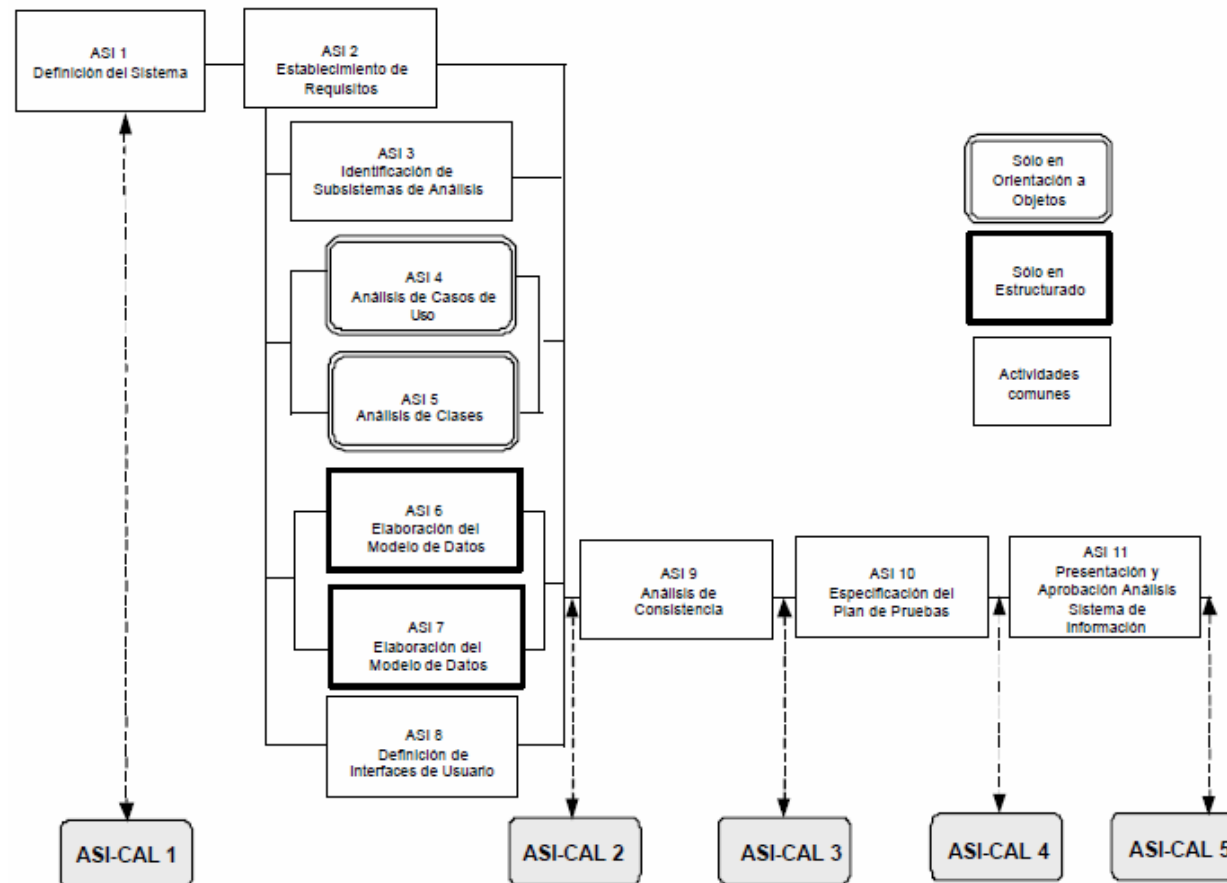 ASI 1
Definición del Sistema
ASI 2
Establecimiento de
Requisitos
ASI 3
Identificación de
Subsistemas de Análisis
ASI 4
Análisis de Casos de
Uso
ASI 5
Análisis de Clases
ASI 6
Elaboración del
Modelo de Datos
ASI 7
Elaboración del
Modelo de Datos
ASI 8
Definición de
Interfaces de Usuario
Sólo en
Orientación a
Objetos
Sólo en
Estructurado
Actividades
comunes
ASI 9
Análisis de
Consistencia
ASI 10
Especificación del
Plan de Pruebas
ASI 11
Presentación y
Aprobación Análisis
Sistema de
Información
ASI-CAL 1
ASI-CAL 2
ASI-CAL 3
ASI-CAL 4
ASI-CAL 5